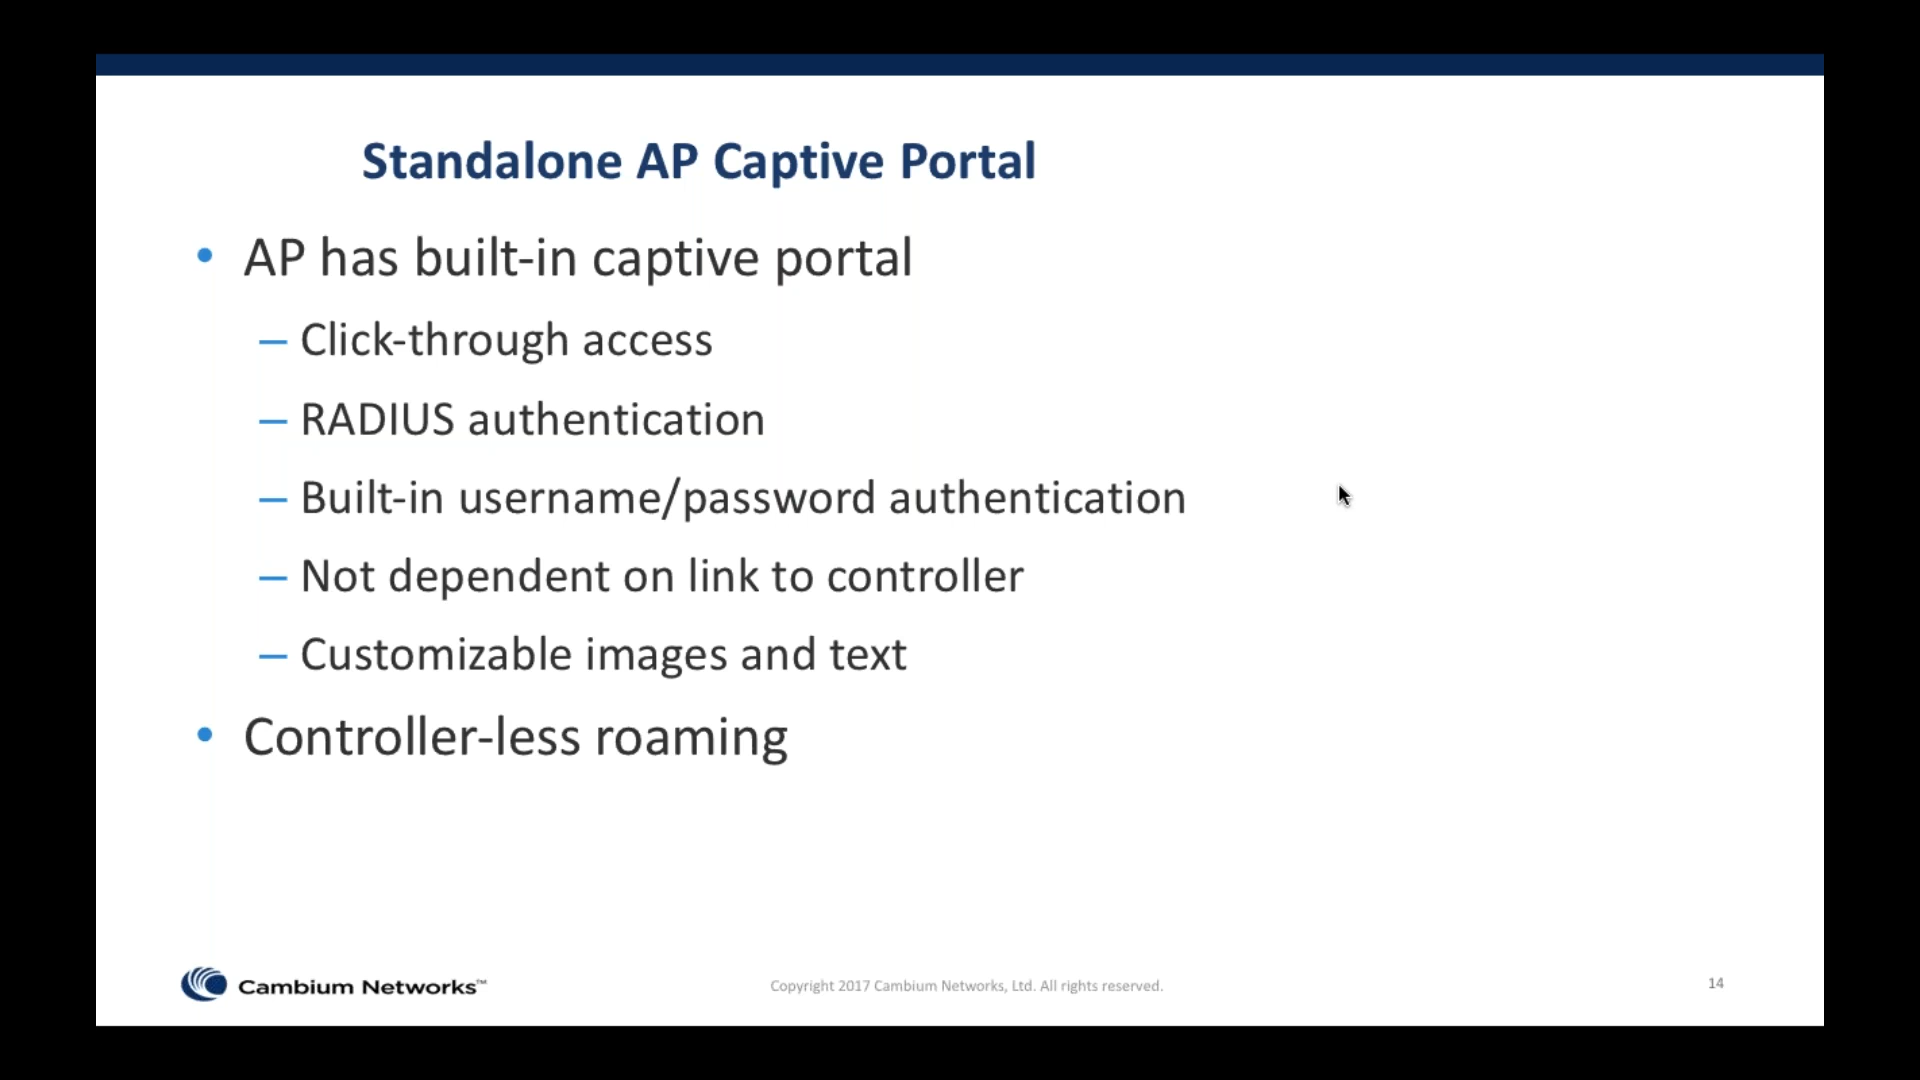 Standalone AP Captive Portal
• AP has built-in captive portal
– Click-through access
– RADIUS authentication
– Built-in username/password authentication
– Not dependent on link to controller
– Customizable images and text
• Controller-less roaming
Cambium Networks™
Copyright 2017 Cambium Networks, Ltd. All rights reserved.
14